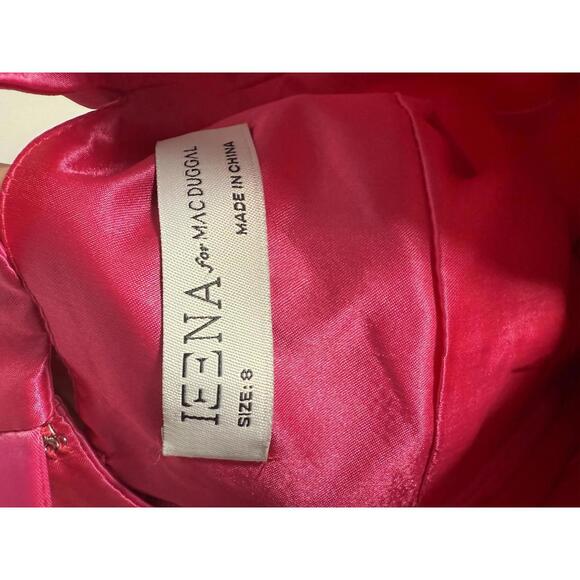 IEENA for MAC DUGGAL
SIZE: 8
MADE IN CHINA